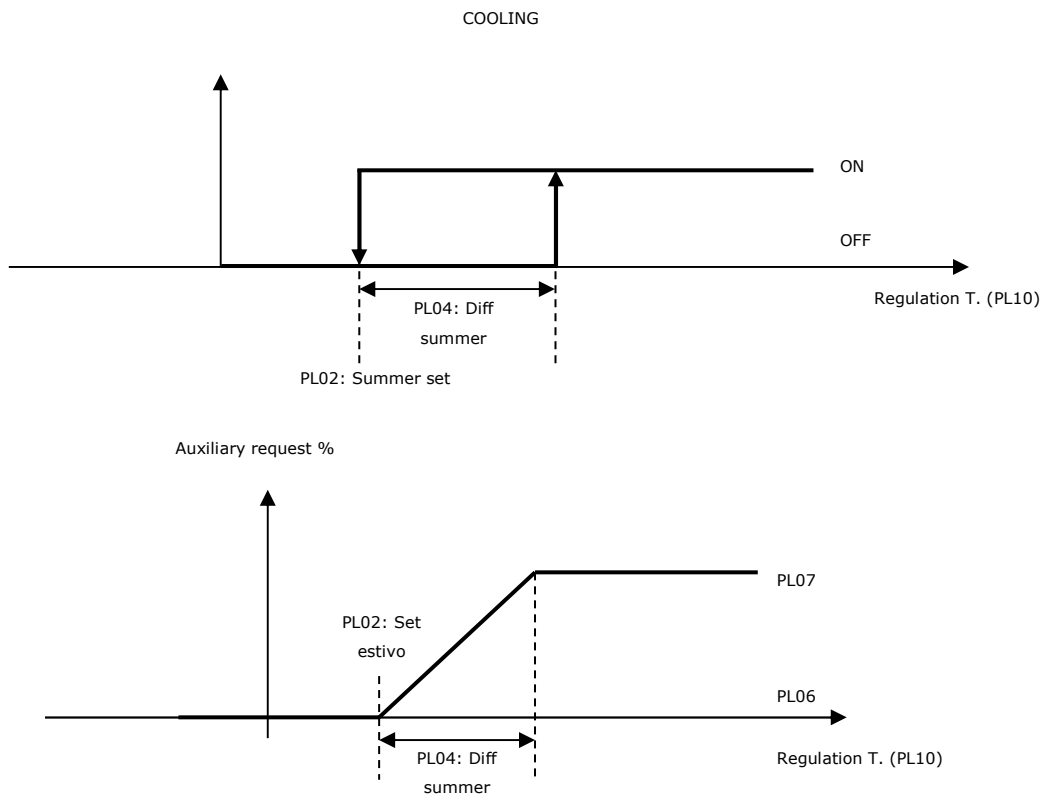 COOLING
ON
OFF
Regulation T. (PL10)
PL04: Diff
summer
PL02: Summer set
Auxiliary request %
PL07
PL02: Set
estivo
PL06
PL04: Diff
summer
Regulation T. (PL10)